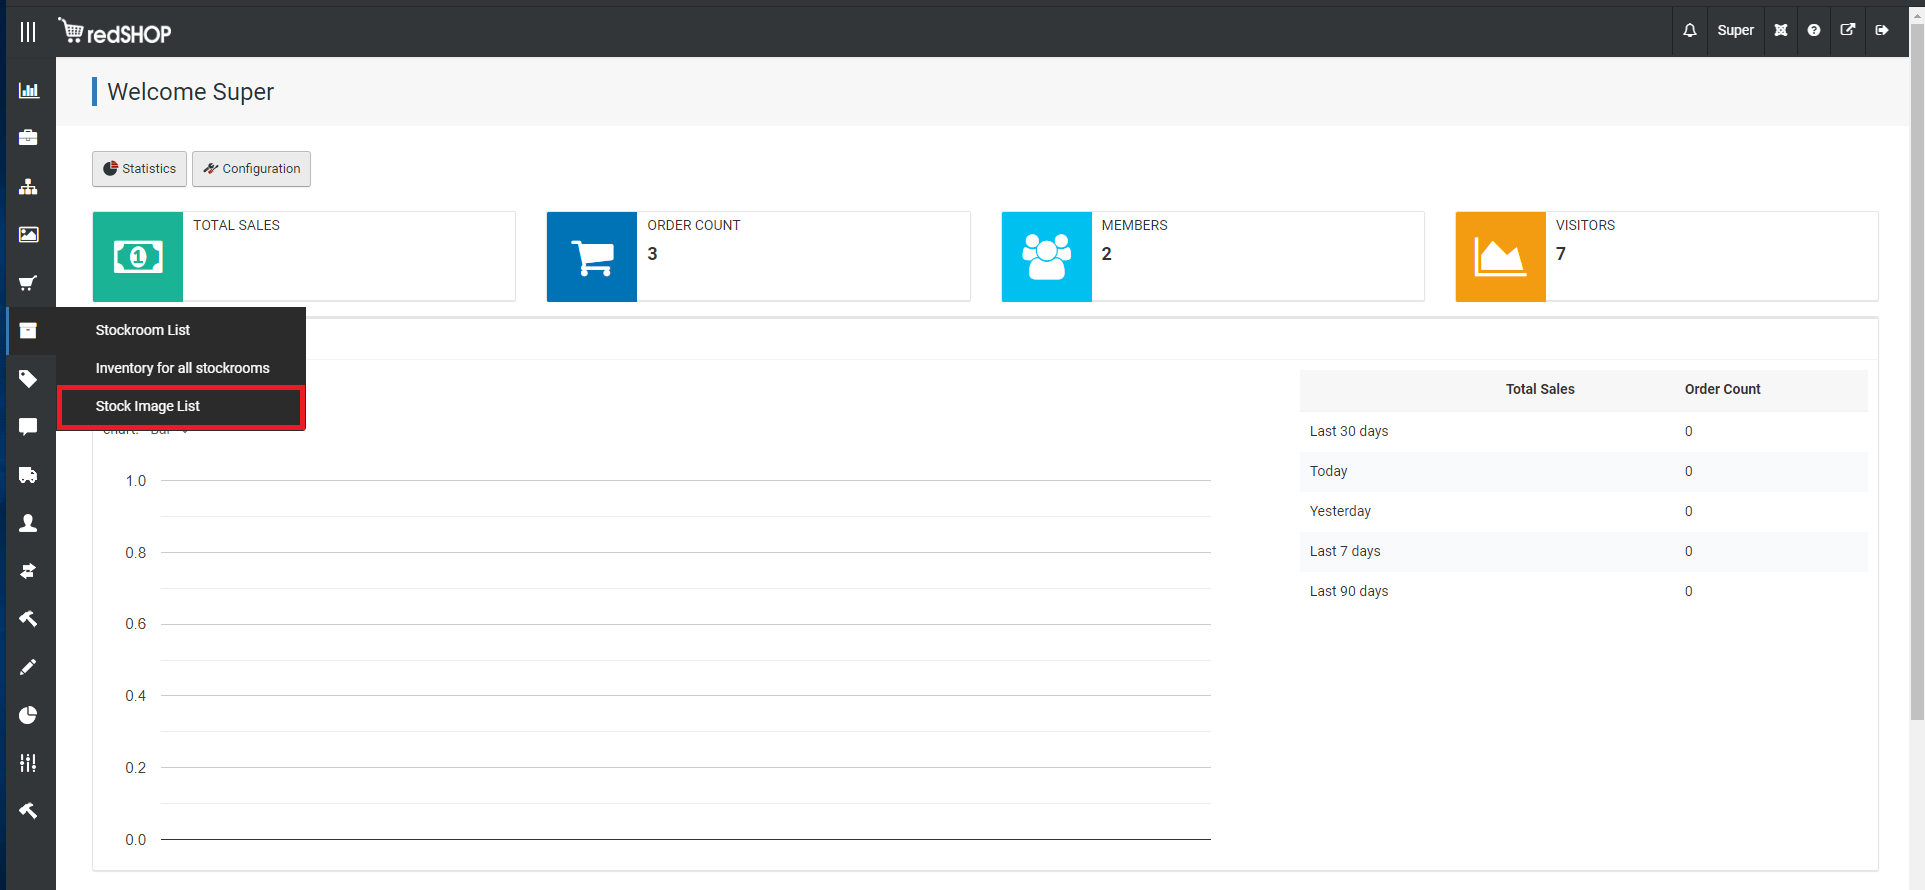 redSHOP
Super
Welcome Super
Statistics
Configuration
TOTAL SALES
ORDER COUNT
3
MEMBERS
2
VISITORS
7
Stockroom List
Inventory for all stockrooms
Stock Image List
Total Sales Order Count
Last 30 days 0
Today 0
Yesterday 0
Last 7 days 0
Last 90 days 0
1.0
0.8
0.6
0.4
0.2
0.0